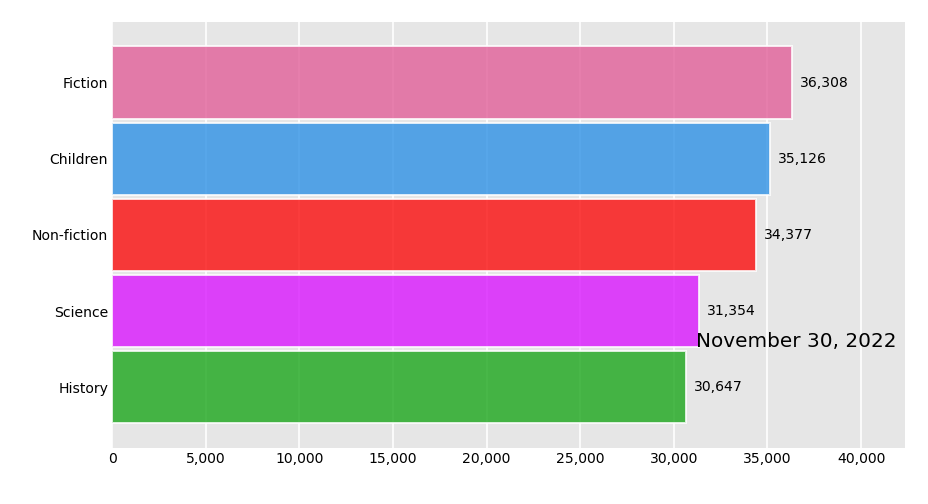 Fiction 36,308
Children 35,126
Non-fiction 34,377
Science 31,354
November 30, 2022
History 30,647
0 5,000 10,000 15,000 20,000 25,000 30,000 35,000 40,000